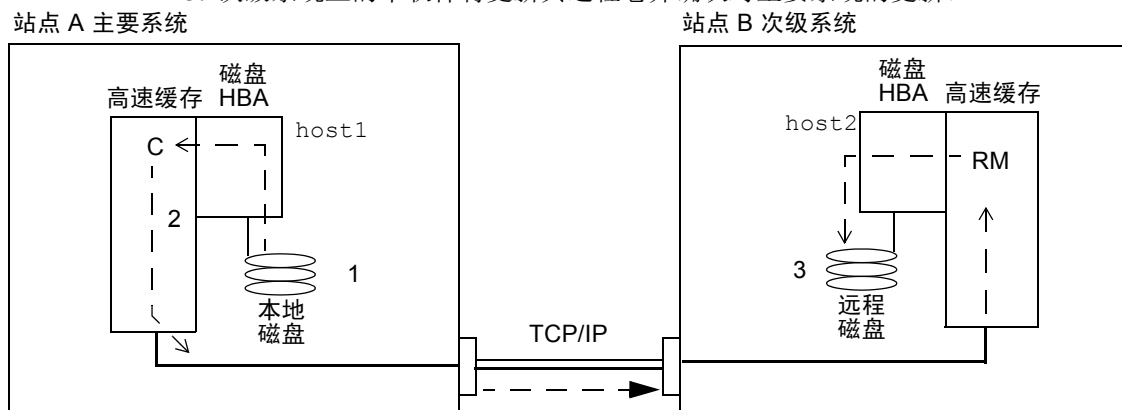 站点 A 主要系统
站点 B 次级系统
高速缓存
磁盘
HBA
host1
C
2
1
本地
磁盘
TCP/IP
磁盘
HBA
高速缓存
host2
RM
3
远程
磁盘